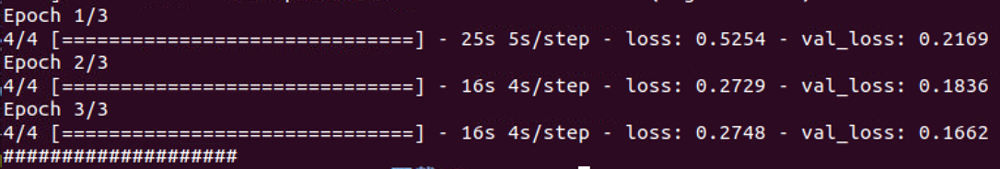 Epoch 1/3
4/4 [==============================] - 25s 5s/step - loss: 0.5254 - val_loss: 0.2169
Epoch 2/3
4/4 [==============================] - 16s 4s/step - loss: 0.2729 - val_loss: 0.1836
Epoch 3/3
4/4 [==============================] - 16s 4s/step - loss: 0.2748 - val_loss: 0.1662
####################